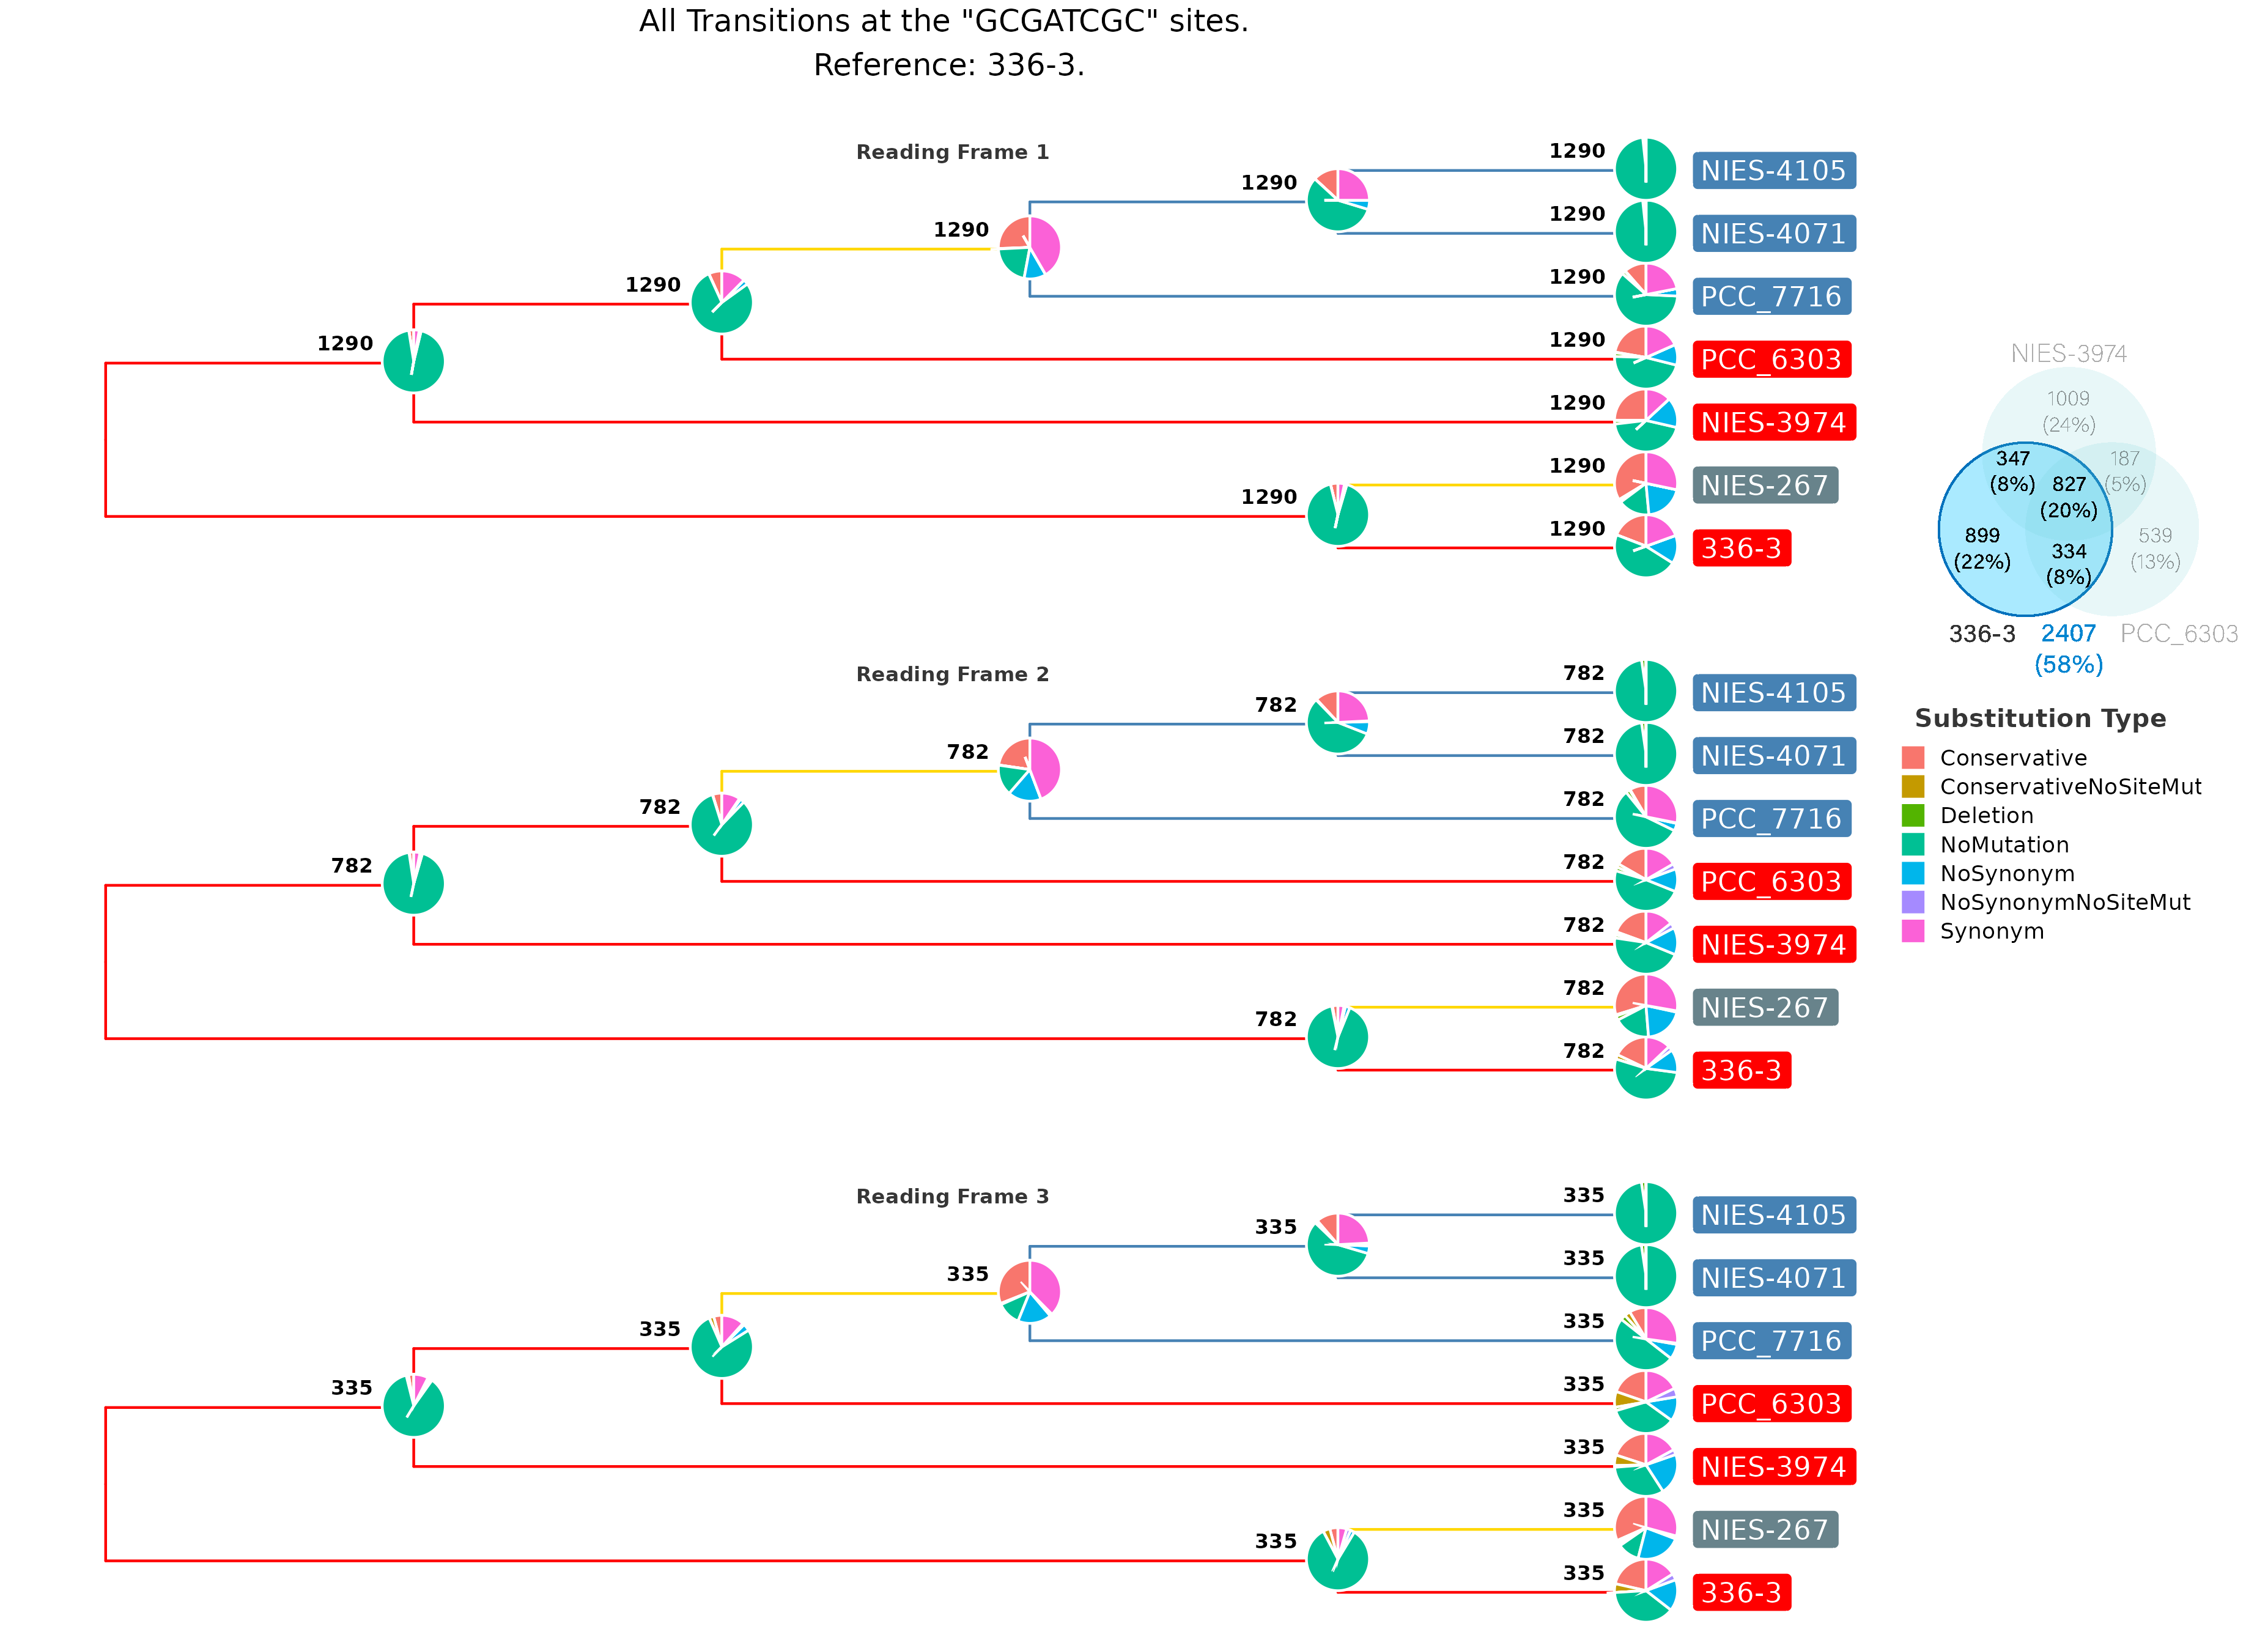 All Transitions at the "GCGATCGC" sites.
Reference: 336-3.
Reading Frame 1
1290
NIES-4105
1290
1290
NIES-4071
1290
1290
PCC_7716
1290
1290
PCC_6303
1290
1290
NIES-3974
1290
NIES-267
1290
1290
336-3
Reading Frame 2
782
NIES-4105
782
782
NIES-4071
782
782
PCC_7716
782
782
PCC_6303
782
782
NIES-3974
782
NIES-267
782
782
336-3
Reading Frame 3
335
NIES-4105
335
335
NIES-4071
335
335
PCC_7716
335
335
PCC_6303
335
335
NIES-3974
335
NIES-267
335
335
336-3
NIES-3974
1009
(24%)
347
(8%)
187
(5%)
827
(20%)
899
(22%)
334
(8%)
539
(13%)
336-3
2407
(58%)
PCC_6303
Substitution Type
Conservative
ConservativeNoSiteMut
Deletion
NoMutation
NoSynonym
NoSynonymNoSiteMut
Synonym